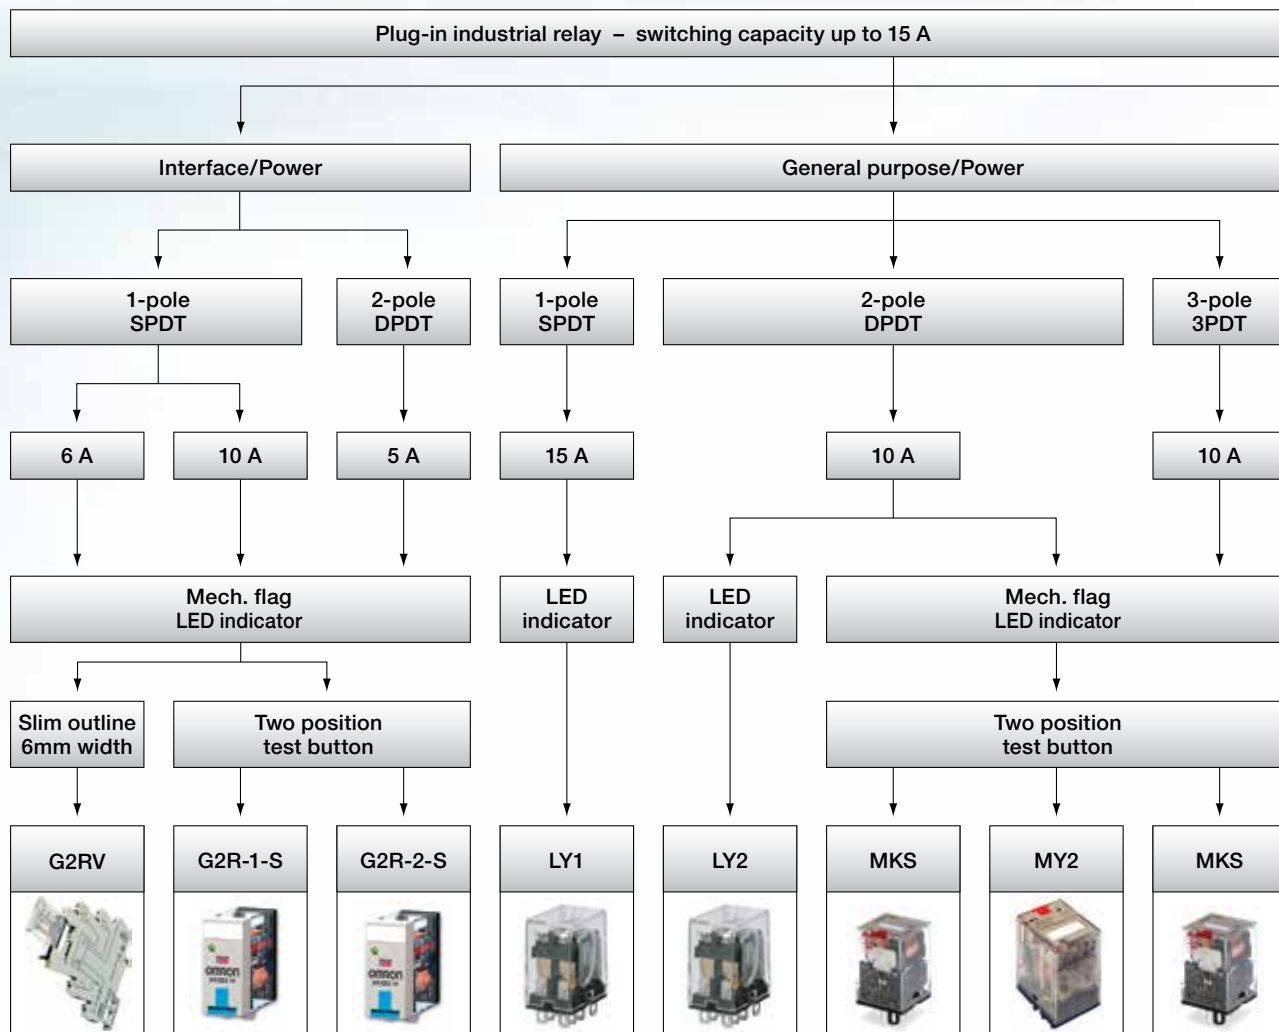 Plug-in industrial relay – switching capacity up to 15 A
Interface/Power
General purpose/Power
1-pole
SPDT
2-pole
DPDT
1-pole
SPDT
2-pole
DPDT
3-pole
3PDT
6 A
10 A
5 A
15 A
10 A
10 A
Mech. flag
LED indicator
LED
indicator
LED
indicator
Mech. flag
LED indicator
Slim outline
6mm width
Two position
test button
Two position
test button
G2RV
G2R-1-S
G2R-2-S
LY1
LY2
MKS
MY2
MKS
OMRON
OMRON